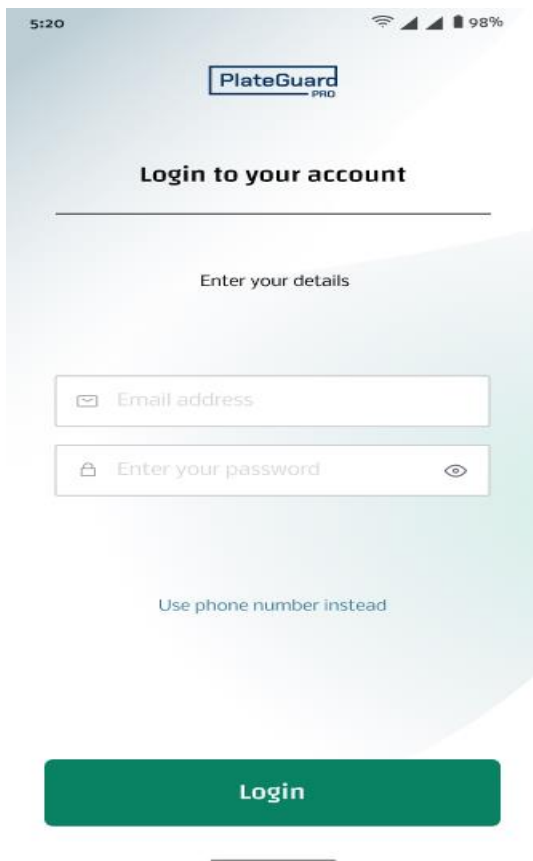 5:20
98%
PlateGuard
PRO
Login to your account
Enter your details
Email address
Enter your password
Use phone number instead
Login